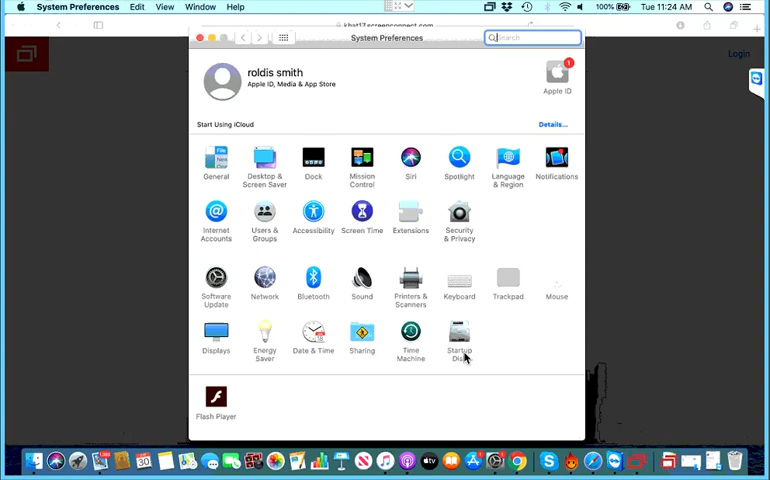 System Preferences Edit View Window Help
100% Tue 11:24 AM
Login
System Preferences
Search
roldis smith
Apple ID, Media & App Store
1
Apple ID
Start Using iCloud
Details...
General
Desktop & Screen Saver
Dock
Mission Control
Siri
Spotlight
Language & Region
Notifications
Internet Accounts
Users & Groups
Accessibility
Screen Time
Extensions
Security & Privacy
Software Update
Network
Bluetooth
Sound
Printers & Scanners
Keyboard
Trackpad
Mouse
Displays
Energy Saver
Date & Time
Sharing
Time Machine
Startup
Flash Player